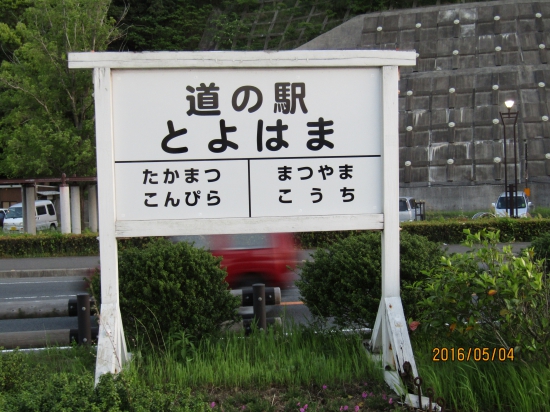 道の駅
とよはま
たかまつ
こんぴら
まつやま
こうち
2016/05/04